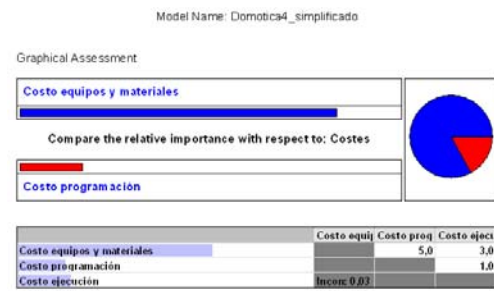 Model Name: Domotica4_simplificado
Graphical Assessment
Costo equipos y materiales
Compare the relative importance with respect to: Costes
Costo programación
Costo equip Costo prog Costo ejecu
Costo equipos y materiales 5,0 3,0
Costo programación 1,0
Costo ejecución Incon: 0,03